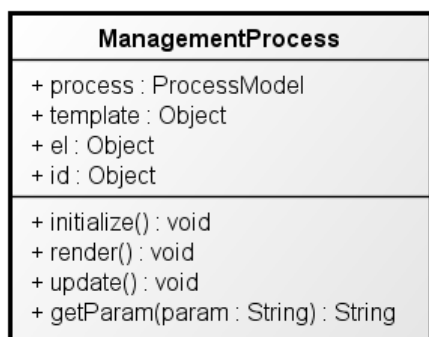 ManagementProcess
+ process : ProcessModel
+ template : Object
+ el : Object
+ id : Object
+ initialize() : void
+ render() : void
+ update() : void
+ getParam(param : String) : String